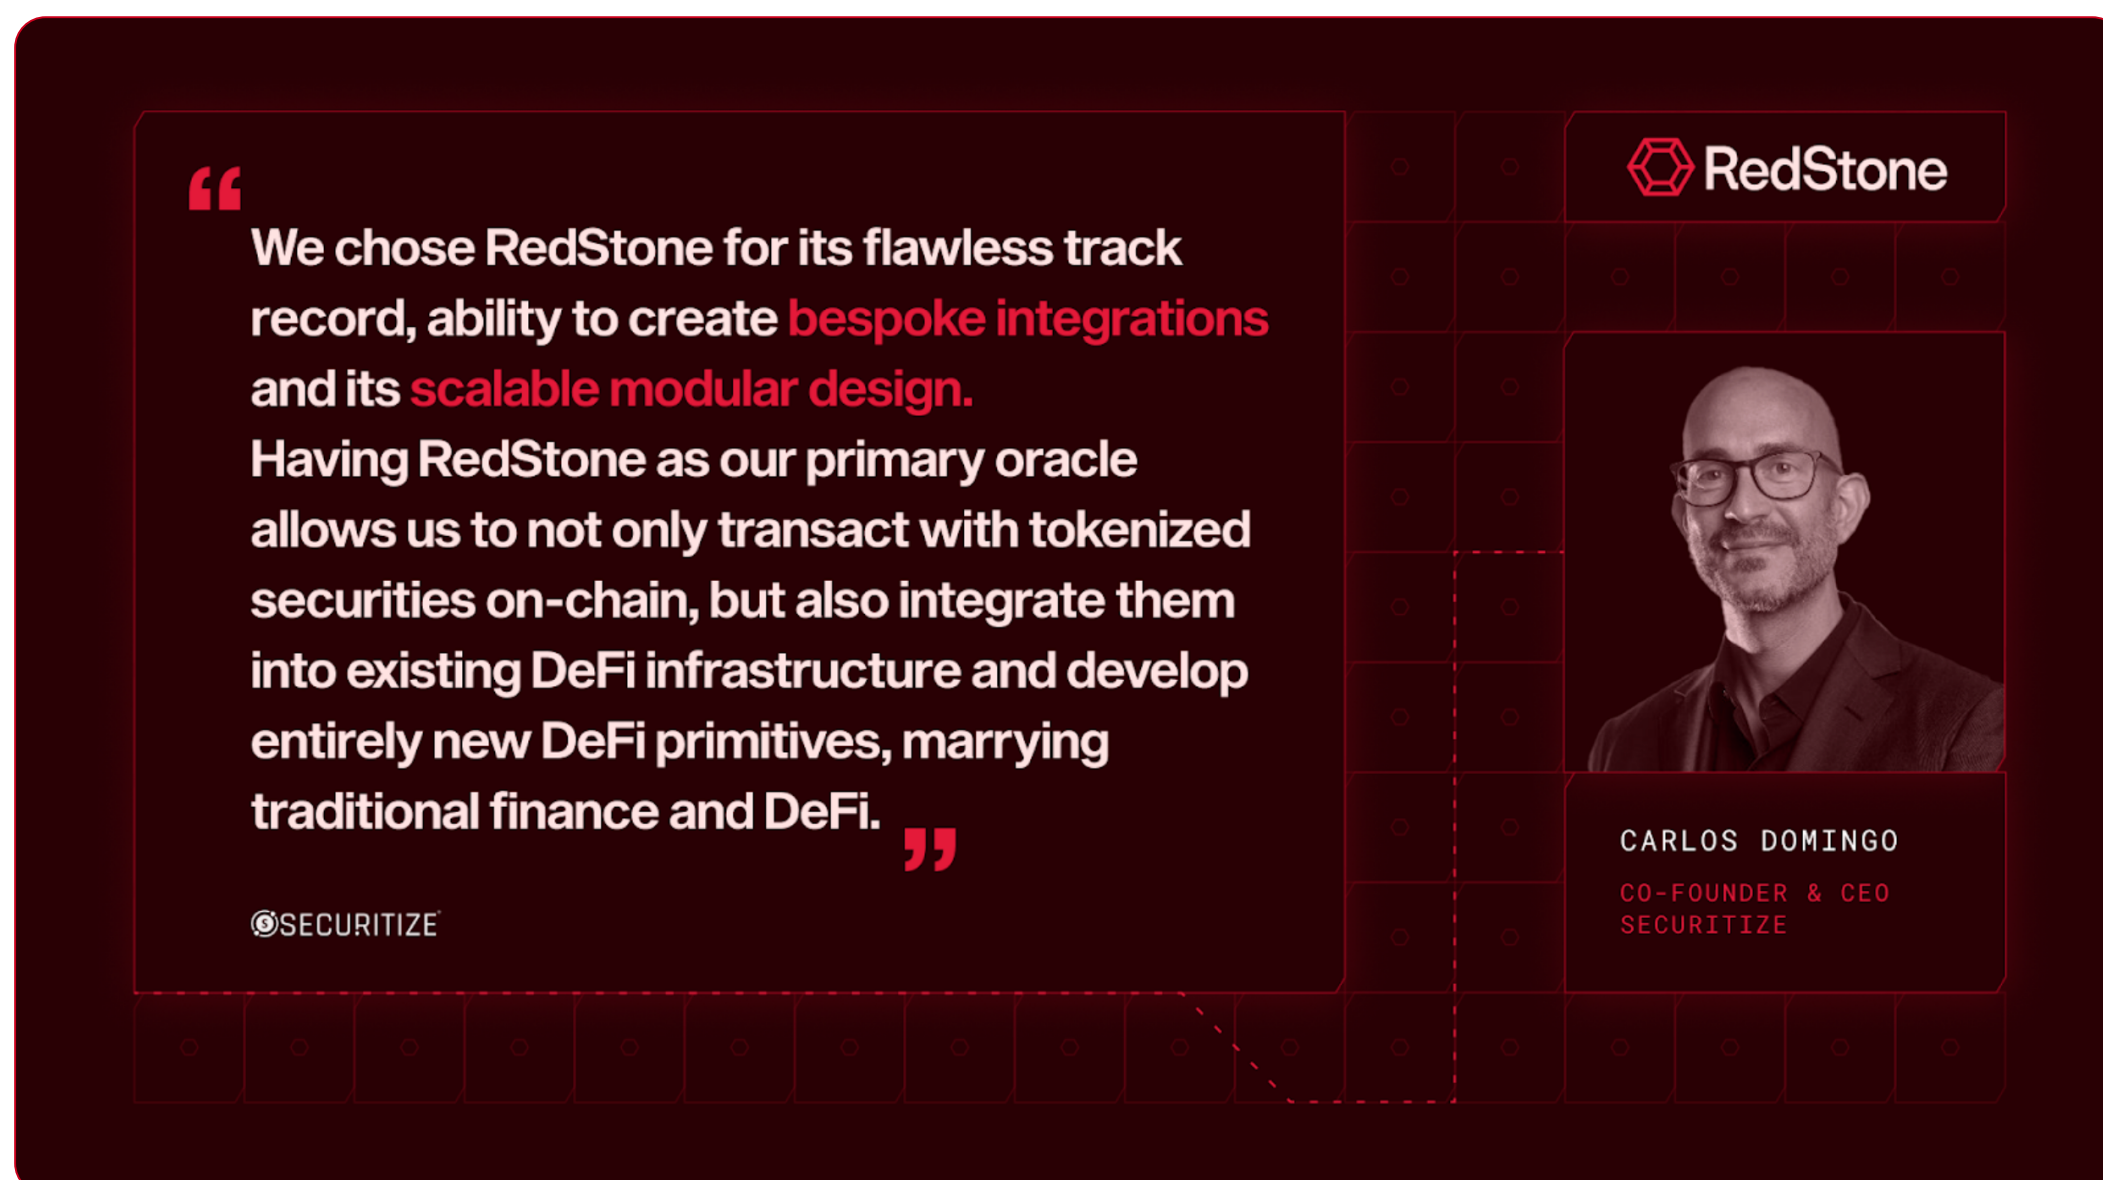 “
We chose RedStone for its flawless track
record, ability to create bespoke integrations
and its scalable modular design.
Having RedStone as our primary oracle
allows us to not only transact with tokenized
securities on-chain, but also integrate them
into existing DeFi infrastructure and develop
entirely new DeFi primitives, marrying
traditional finance and DeFi.
”
SECURITIZE
RedStone
CARLOS DOMINGO
CO-FOUNDER & CEO
SECURITIZE